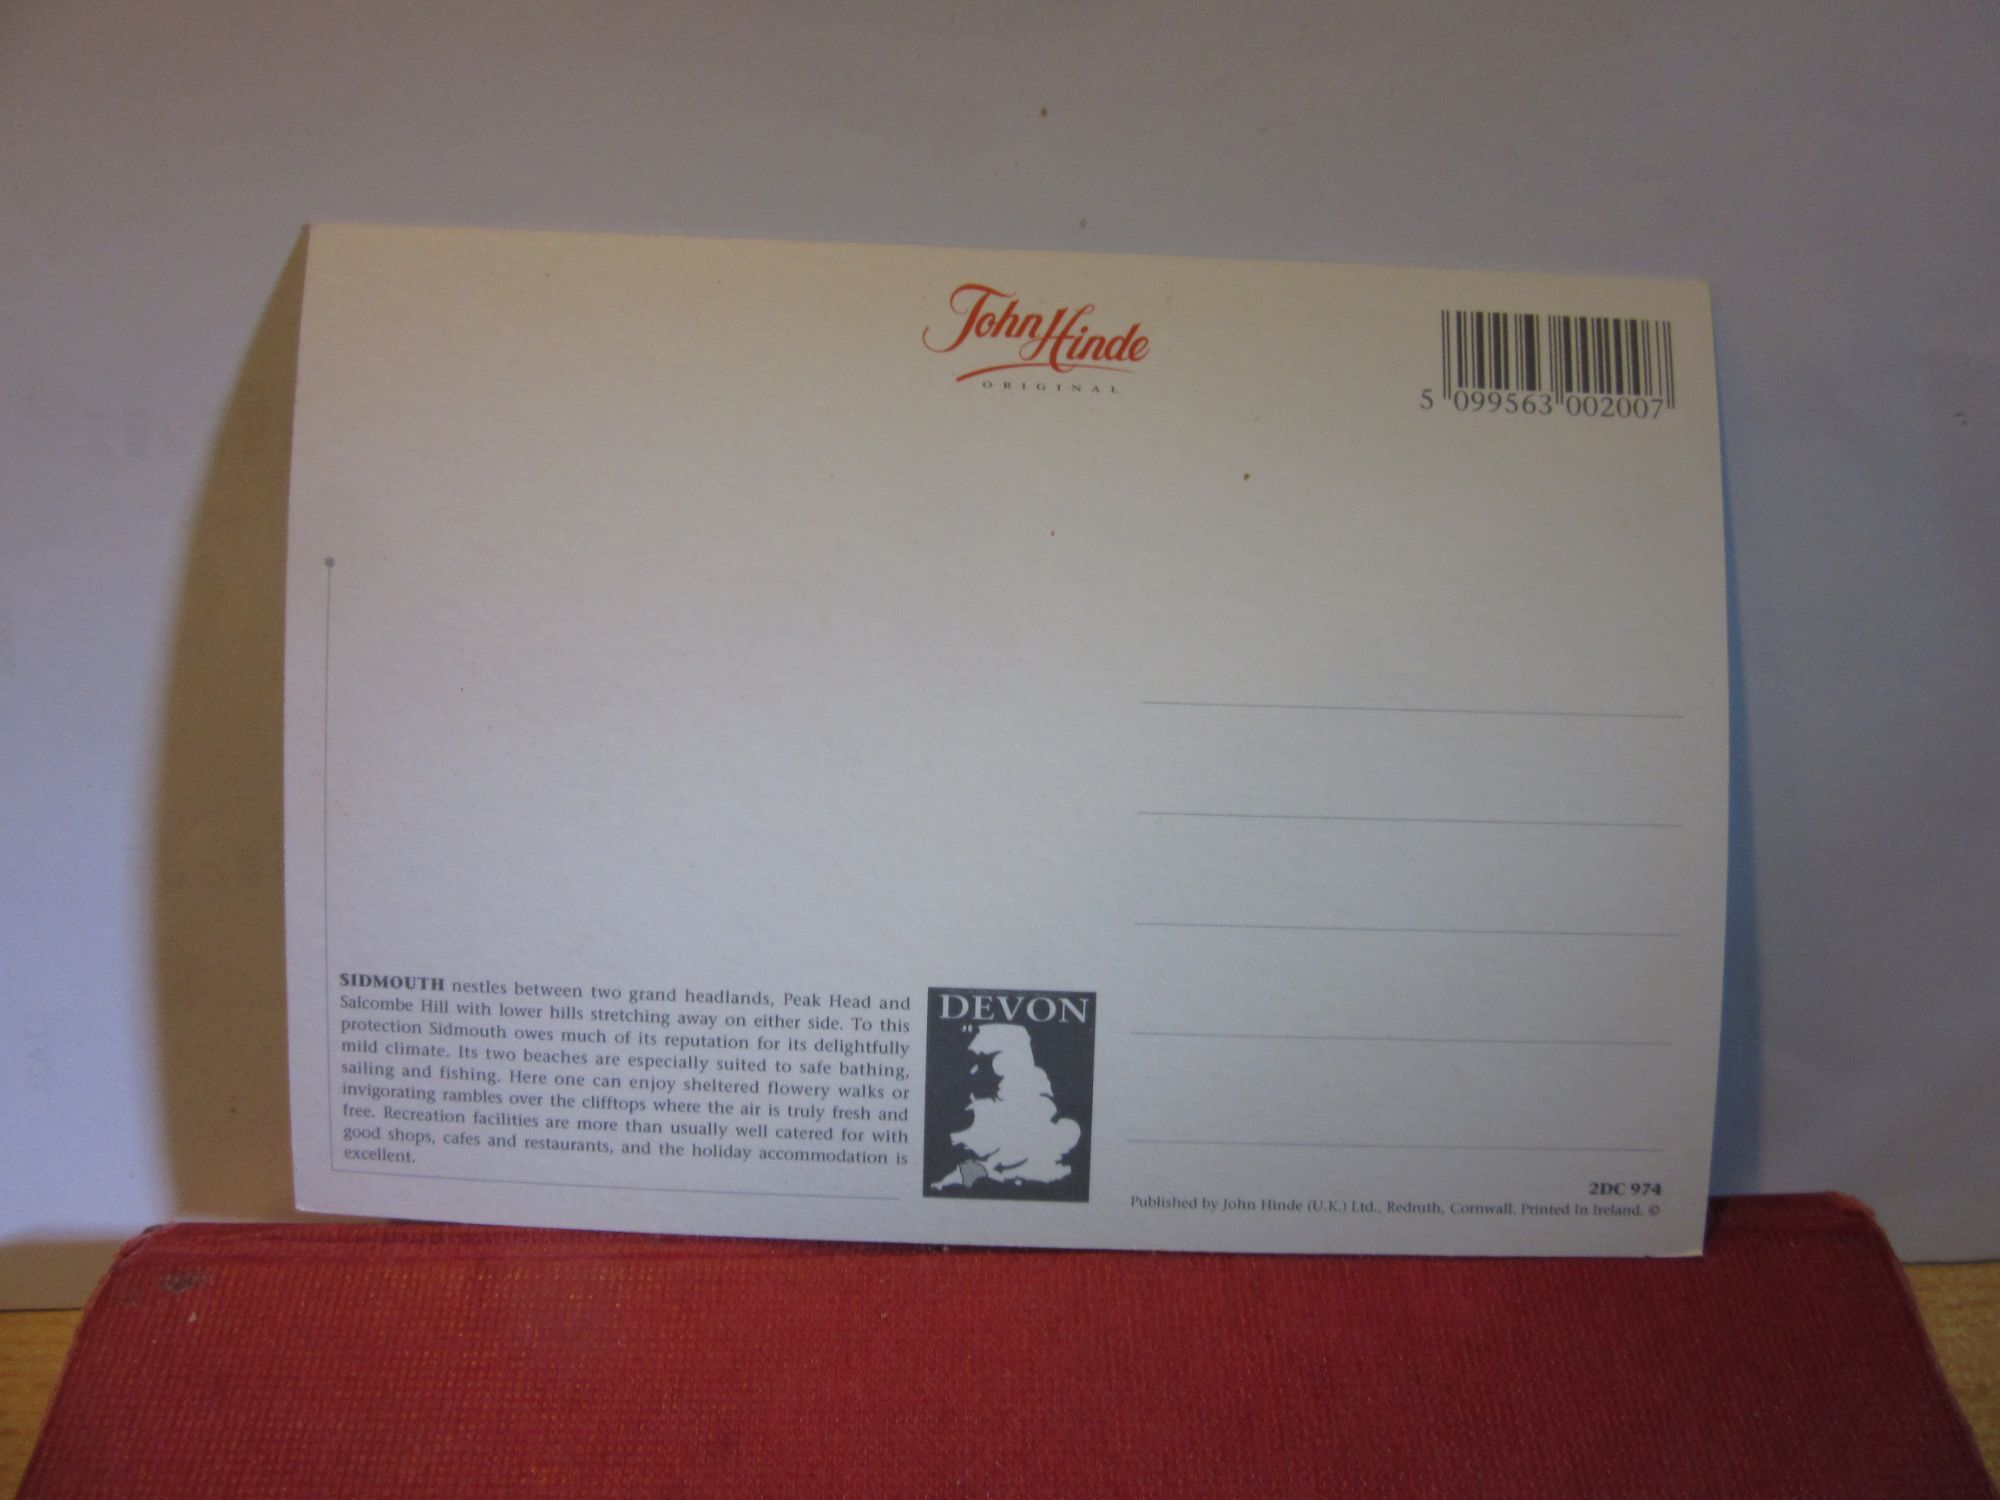 John Hinde
ORIGINAL
5 099563 002007
SIDMOUTH nestles between two grand headlands, Peak Head and
Salcombe Hill with lower hills stretching away on either side. To this
protection Sidmouth owes much of its reputation for its delightfully
mild climate. Its two beaches are especially suited to safe bathing,
sailing and fishing. Here one can enjoy sheltered flowery walks or
invigorating rambles over the clifftops where the air is truly fresh and
free. Recreation facilities are more than usually well catered for with
good shops, cafes and restaurants, and the holiday accommodation is
excellent.
DEVON
2DC 974
Published by John Hinde (U.K.) Ltd., Redruth, Cornwall. Printed In Ireland. ©